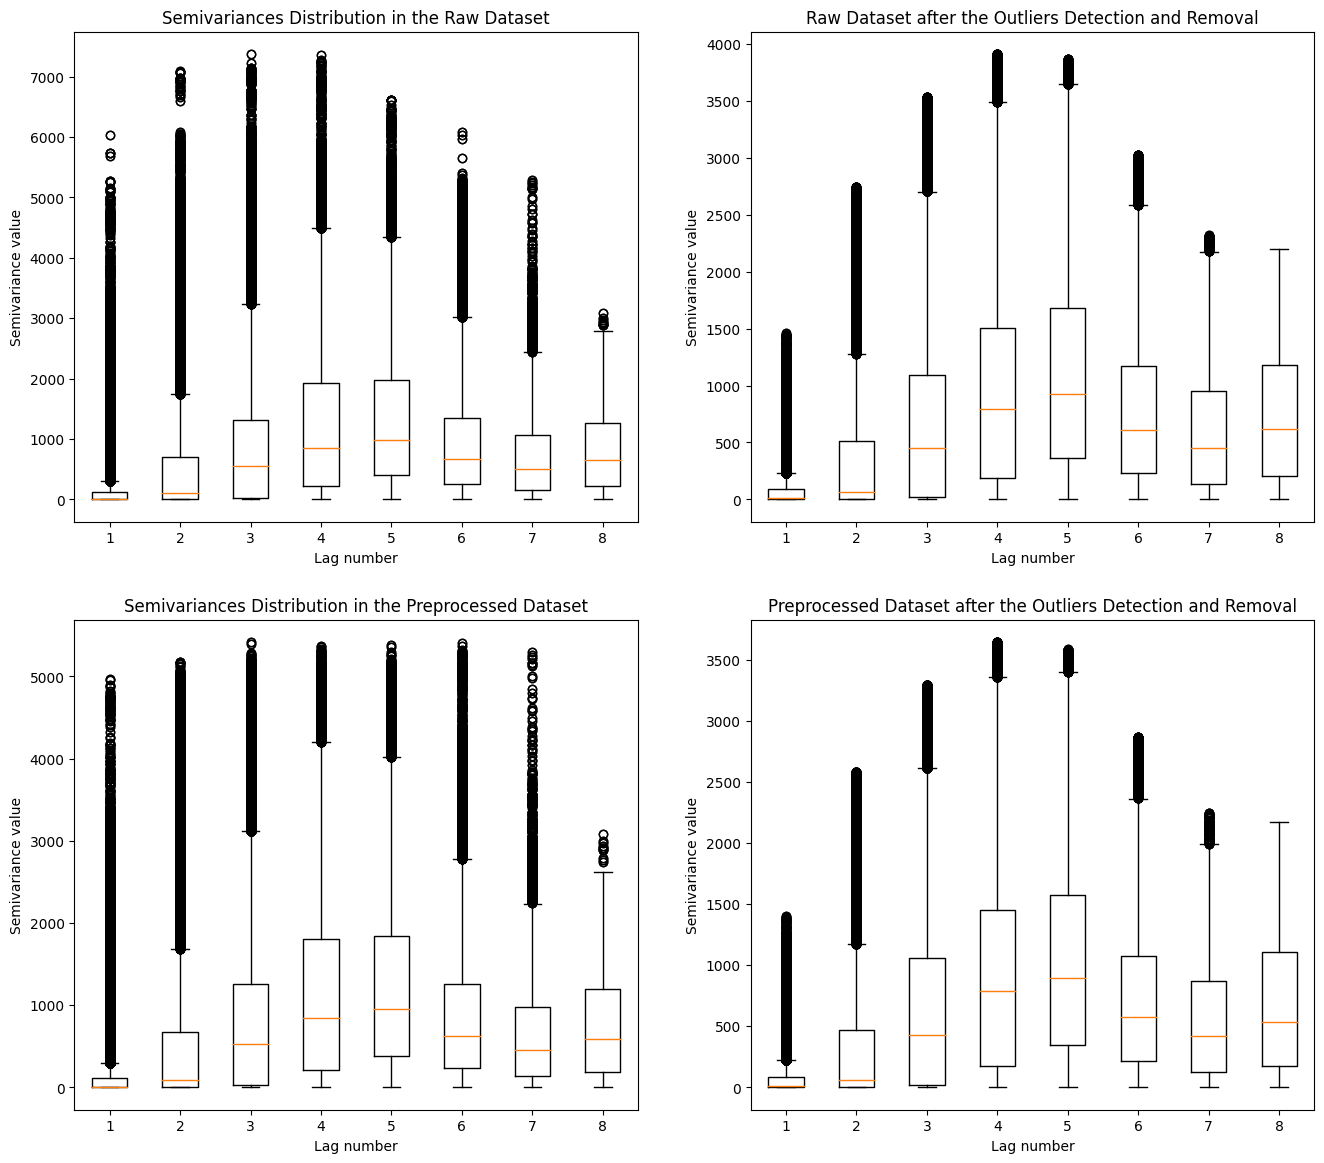 Semivariances Distribution in the Raw Dataset
Semivariance value
7000
6000
5000
4000
3000
2000
1000
0
1 2 3 4 5 6 7 8
Lag number
Raw Dataset after the Outliers Detection and Removal
Semivariance value
4000
3500
3000
2500
2000
1500
1000
500
0
1 2 3 4 5 6 7 8
Lag number
Semivariances Distribution in the Preprocessed Dataset
Semivariance value
5000
4000
3000
2000
1000
0
1 2 3 4 5 6 7 8
Lag number
Preprocessed Dataset after the Outliers Detection and Removal
Semivariance value
3500
3000
2500
2000
1500
1000
500
0
1 2 3 4 5 6 7 8
Lag number